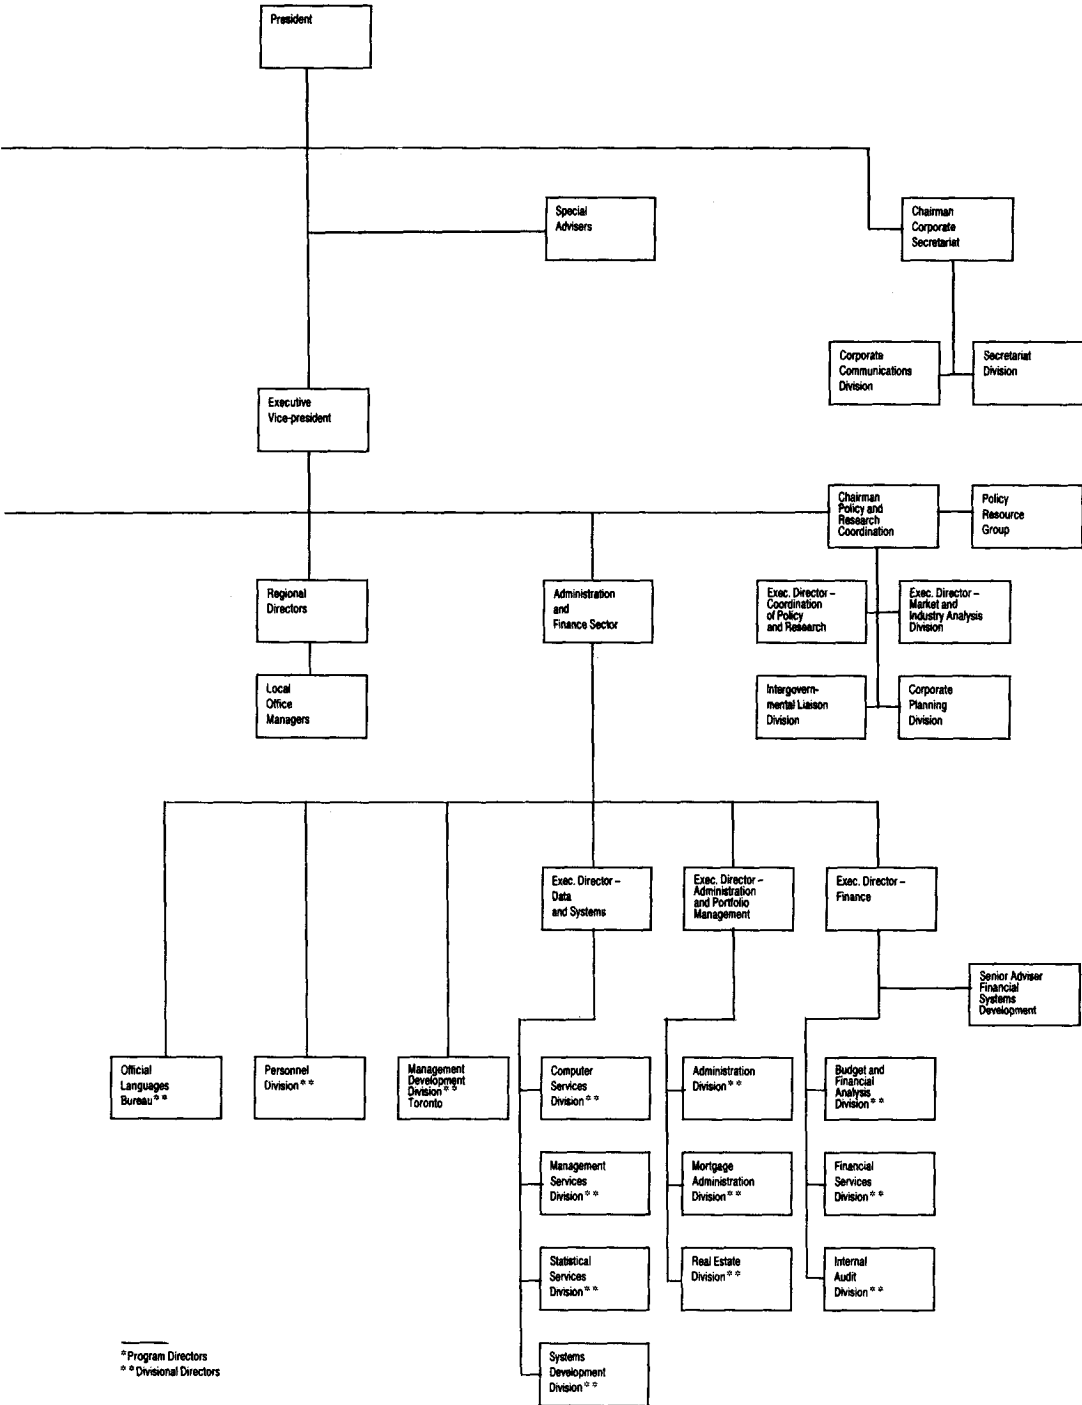 President
Special
Advisers
Chairman
Corporate
Secretariat
Corporate
Communications
Division
Secretariat
Division
Executive
Vice-president
Chairman
Policy and
Research
Coordination
Policy
Resource
Group
Regional
Directors
Administration
and
Finance Sector
Exec. Director –
Coordination
of Policy
and Research
Exec. Director –
Market and
Industry Analysis
Division
Local
Office
Managers
Intergovern-
mental Liaison
Division
Corporate
Planning
Division
Exec. Director –
Data
and Systems
Exec. Director –
Administration
and Portfolio
Management
Exec. Director –
Finance
Senior Adviser
Financial
Systems
Development
Official
Languages
Bureau**
Personnel
Division**
Management
Development
Division**
Toronto
Computer
Services
Division**
Administration
Division**
Budget and
Financial
Analysis
Division**
Management
Services
Division**
Mortgage
Administration
Division**
Financial
Services
Division**
Statistical
Services
Division**
Real Estate
Division**
Internal
Audit
Division**
Systems
Development
Division**
*Program Directors
**Divisional Directors